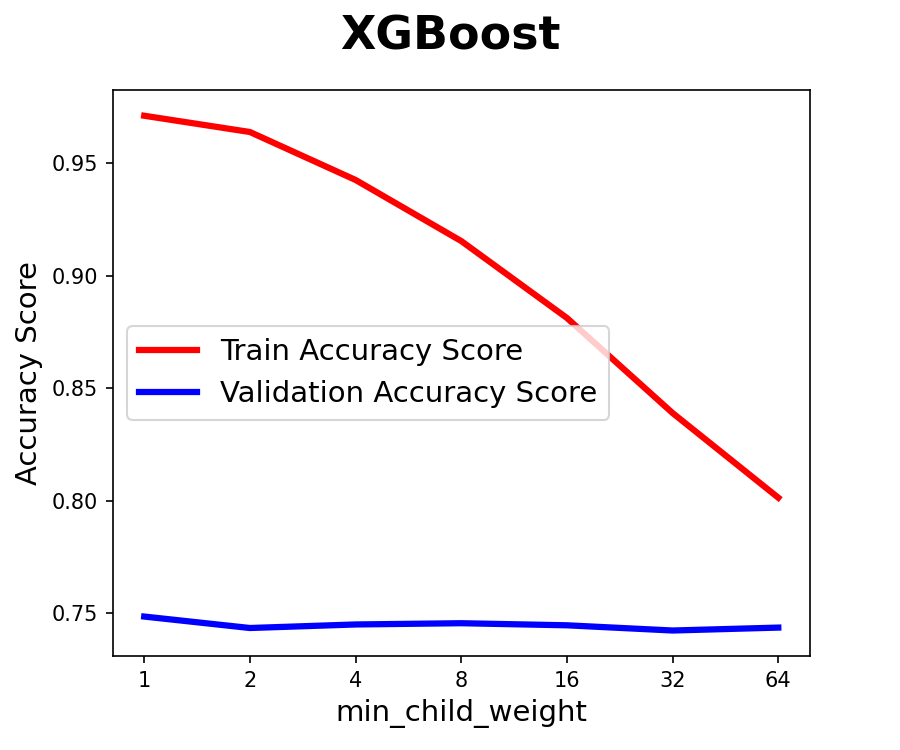 XGBoost
Accuracy Score
0.95
0.90
0.85
0.80
0.75
Train Accuracy Score
Validation Accuracy Score
1 2 4 8 16 32 64
min_child_weight